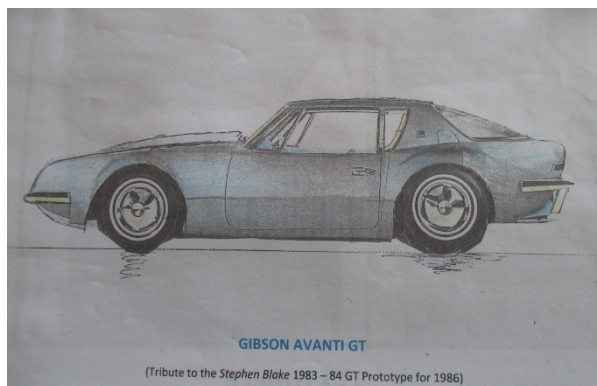 GIBSON AVANTI GT
(Tribute to the Stephen Blake 1983 – 84 GT Prototype for 1986)